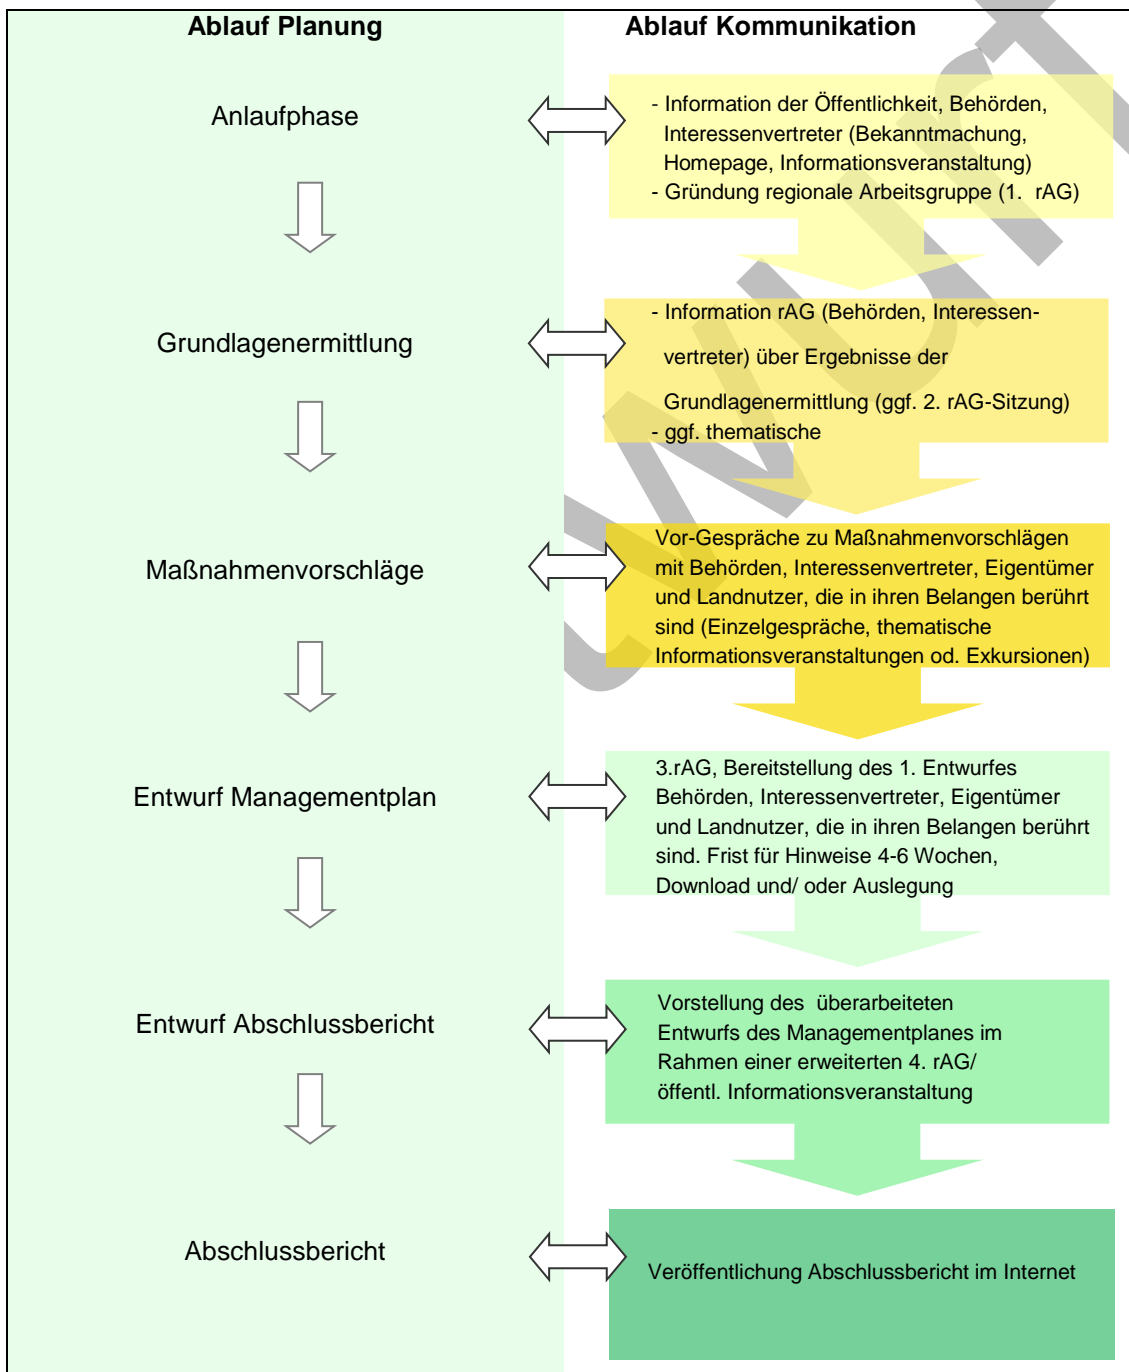 Ablauf Planung
Ablauf Kommunikation
Anlaufphase
- Information der Öffentlichkeit, Behörden,
Interessenvertreter (Bekanntmachung,
Homepage, Informationsveranstaltung)
- Gründung regionale Arbeitsgruppe (1. rAG)
Grundlagenermittlung
- Information rAG (Behörden, Interessen-
vertreter) über Ergebnisse der
Grundlagenermittlung (ggf. 2. rAG-Sitzung)
- ggf. thematische
Maßnahmenvorschläge
Vor-Gespräche zu Maßnahmenvorschlägen
mit Behörden, Interessenvertreter, Eigentümer
und Landnutzer, die in ihren Belangen berührt
sind (Einzelgespräche, thematische
Informationsveranstaltungen od. Exkursionen)
Entwurf Managementplan
3.rAG, Bereitstellung des 1. Entwurfes
Behörden, Interessenvertreter, Eigentümer
und Landnutzer, die in ihren Belangen berührt
sind. Frist für Hinweise 4-6 Wochen,
Download und/ oder Auslegung
Entwurf Abschlussbericht
Vorstellung des überarbeiteten
Entwurfs des Managementplanes im
Rahmen einer erweiterten 4. rAG/
öffentl. Informationsveranstaltung
Abschlussbericht
Veröffentlichung Abschlussbericht im Internet